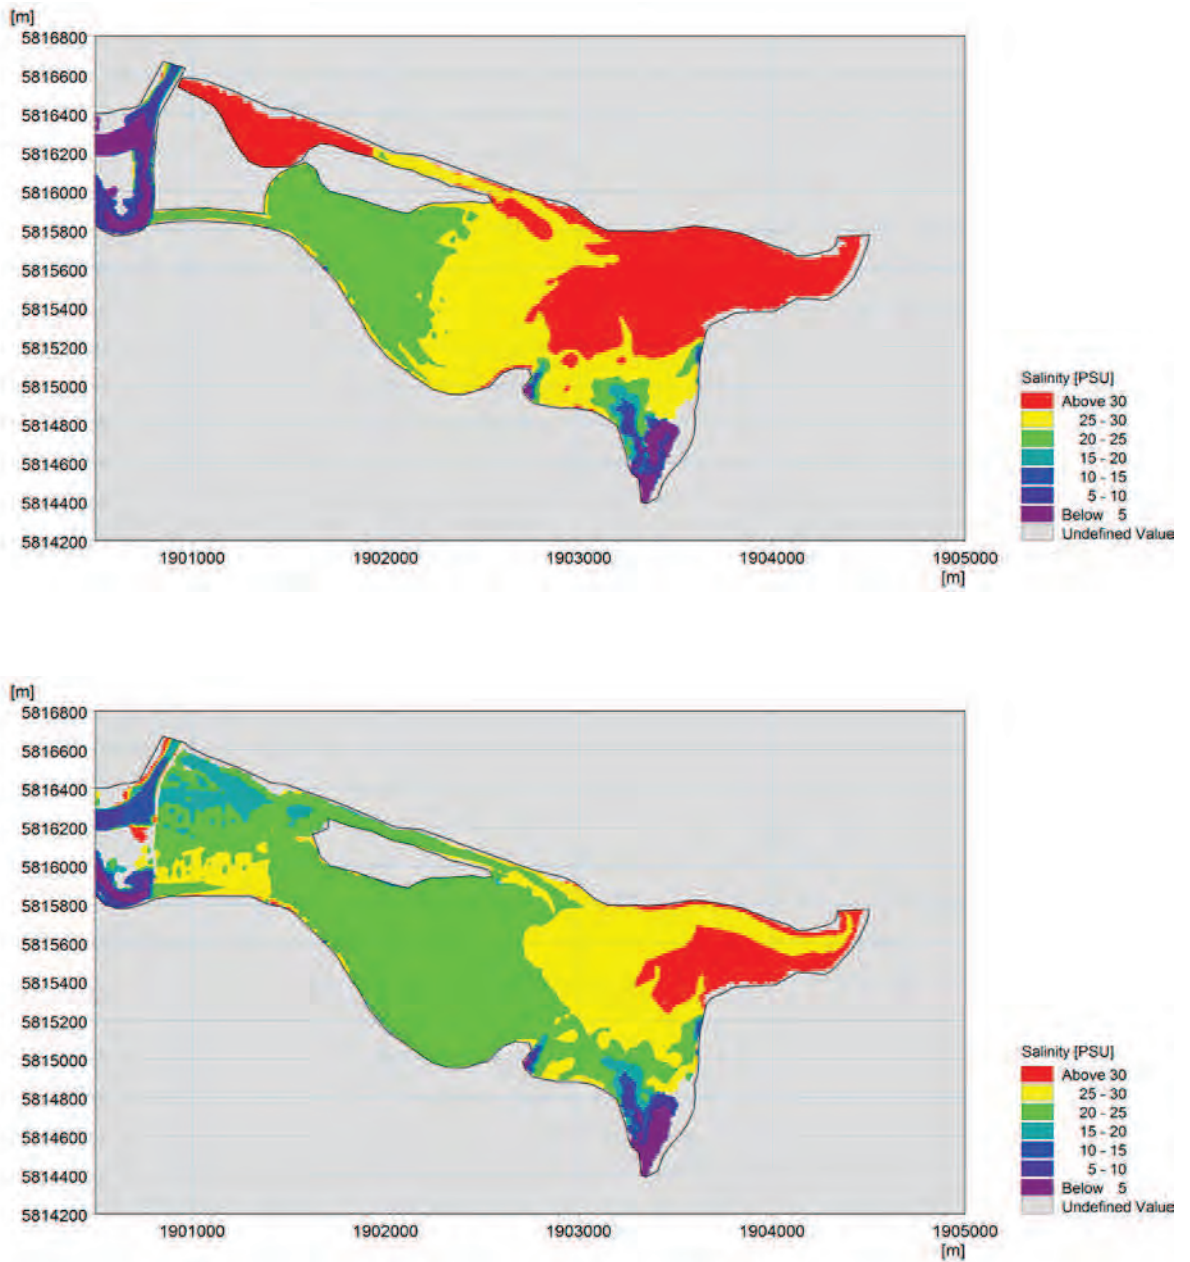 [m]
5816800
5816600
5816400
5816200
5816000
5815800
5815600
5815400
5815200
5815000
5814800
5814600
5814400
5814200
1901000 1902000 1903000 1904000 1905000
[m]
Salinity [PSU]
Above 30
25 - 30
20 - 25
15 - 20
10 - 15
5 - 10
Below 5
Undefined Value
[m]
5816800
5816600
5816400
5816200
5816000
5815800
5815600
5815400
5815200
5815000
5814800
5814600
5814400
5814200
1901000 1902000 1903000 1904000 1905000
[m]
Salinity [PSU]
Above 30
25 - 30
20 - 25
15 - 20
10 - 15
5 - 10
Below 5
Undefined Value